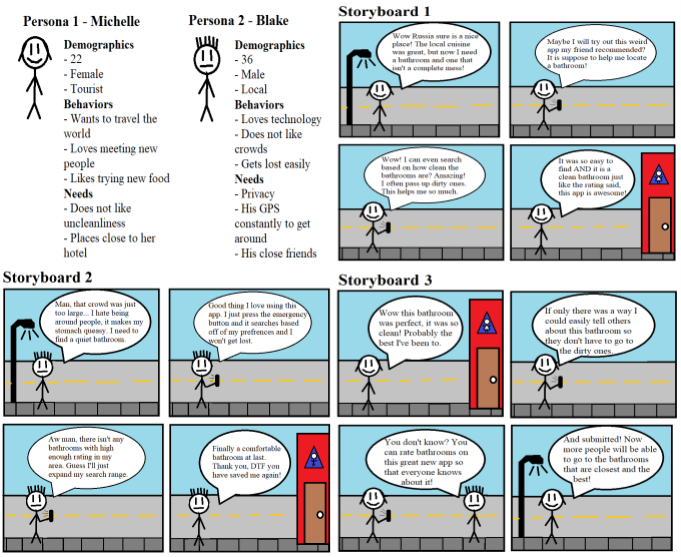 Persona 1 - Michelle
Demographics
- 22
- Female
- Tourist
Behaviors
- Wants to travel the
world
- Loves meeting new
people
- Likes trying new food
Needs
- Does not like
uncleanliness
- Places close to her
hotel
Persona 2 - Blake
Demographics
- 36
- Male
- Local
Behaviors
- Loves technology
- Does not like
crowds
- Gets lost easily
Needs
- Privacy
- His GPS
constantly to get
around
- His close friends
Storyboard 1
Wow Russia sure is a nice
place! The local cuisine
was great, but now I need
a bathroom and one that
isn't a complete mess!
Maybe I will try out this weird
app my friend recommended?
It is suppose to help me locate
a bathroom!
Wow! I can even search
based on how clean the
bathrooms are? Amazing!
I often pass up dirty ones.
This helps me so much.
It was so easy to
find AND it is a
clean bathroom just
like the rating said,
this app is awesome!
Storyboard 2
Man, that crowd was just
too large... I hate being
around people, it makes my
stomach queasy. I need to
find a quiet bathroom.
Good thing I love using this
app. I just press the emergency
button and it searches based
off of my prefences and I
won't get lost.
Aw man, there isn't any
bathrooms with high
enough rating in my
area. Guess I'll just
expand my search range.
Finally a comfortable
bathroom at last.
Thank you, DTF you
have saved me again!
Storyboard 3
Wow this bathroom
was perfect, it was so
clean! Probably the
best I've been to.
If only there was a way I
could easily tell others
about this bathroom so
they don't have to go to
the dirty ones.
You don't know? You
can rate bathrooms on
this great new app so
that everyone knows
about it!
And submitted! Now
more people will be able
to go to the bathrooms
that are closest and the
best!